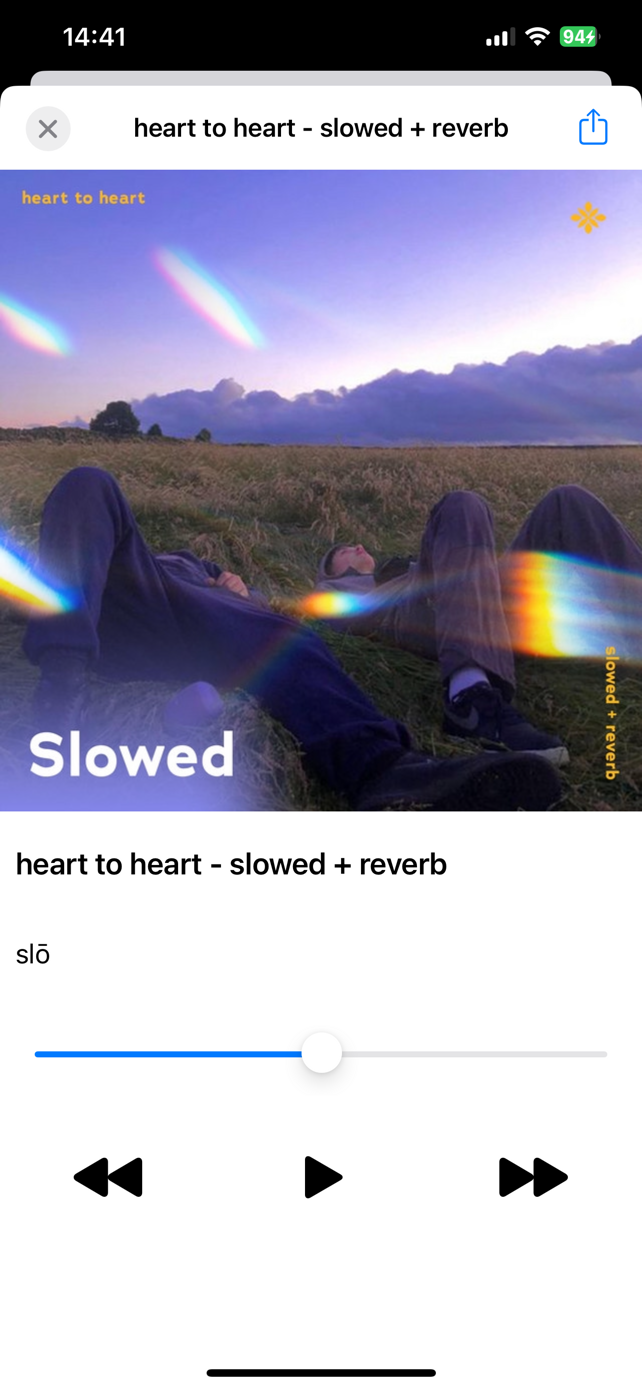 14:41
94
heart to heart - slowed + reverb
heart to heart
slowed + reverb
Slowed
heart to heart - slowed + reverb
slō